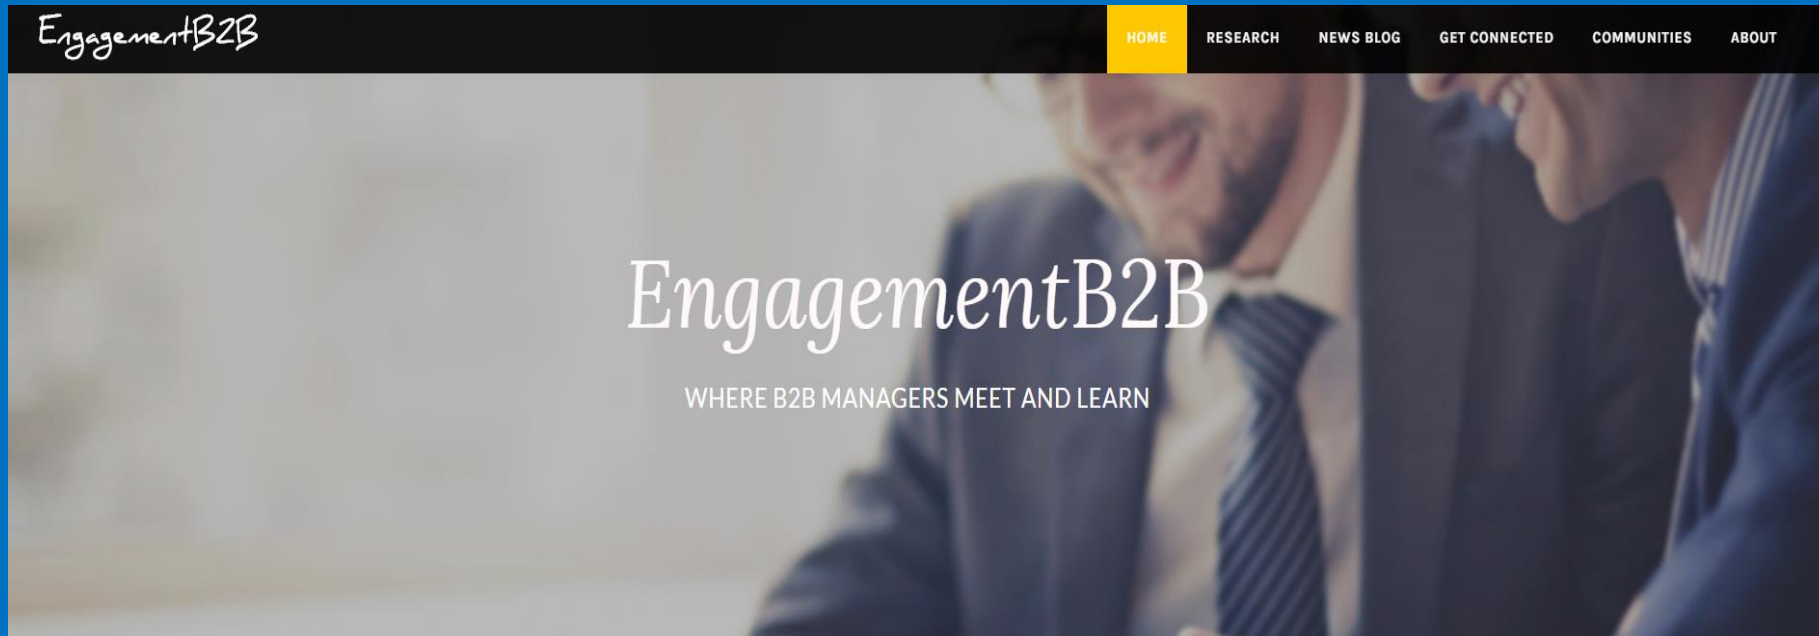 EngagementB2B
HOME RESEARCH NEWS BLOG GET CONNECTED COMMUNITIES ABOUT
EngagementB2B
WHERE B2B MANAGERS MEET AND LEARN